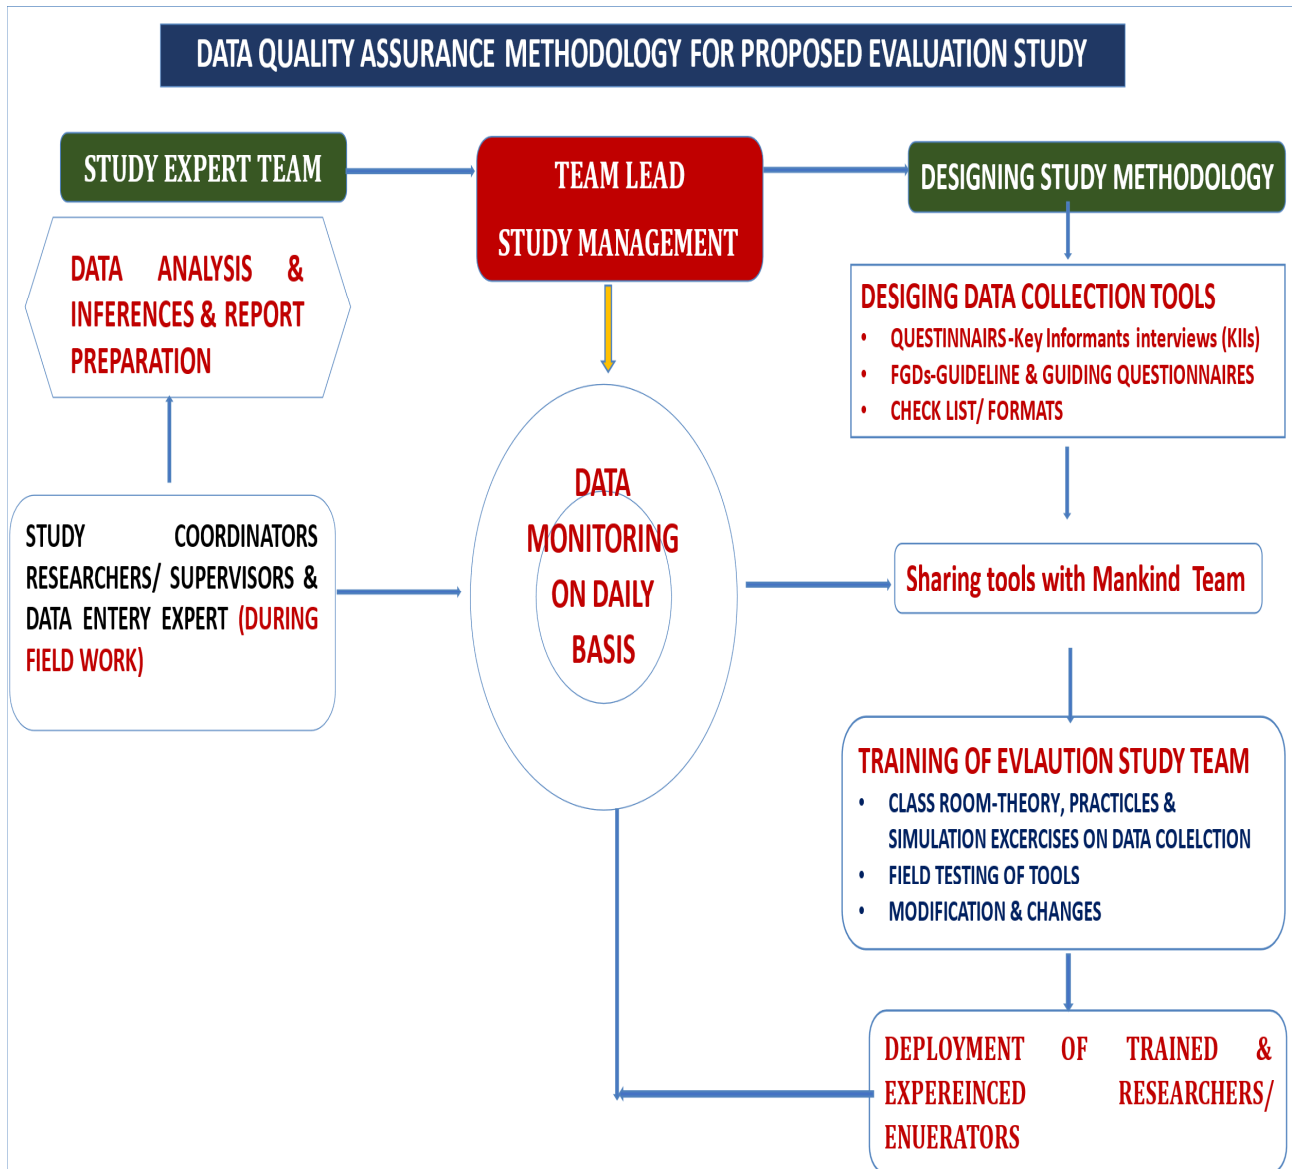 DATA QUALITY ASSURANCE METHODOLOGY FOR PROPOSED EVALUATION STUDY
STUDY EXPERT TEAM
TEAM LEAD
STUDY MANAGEMENT
DESIGNING STUDY METHODOLOGY
DATA ANALYSIS &
INFERENCES & REPORT
PREPARATION
DESIGING DATA COLLECTION TOOLS
• QUESTINNAIRS-Key Informants interviews (KIIs)
• FGDs-GUIDELINE & GUIDING QUESTIONNAIRES
• CHECK LIST/ FORMATS
STUDY COORDINATORS
RESEARCHERS/ SUPERVISORS &
DATA ENTERY EXPERT (DURING
FIELD WORK)
DATA
MONITORING
ON DAILY
BASIS
Sharing tools with Mankind Team
TRAINING OF EVLAUTION STUDY TEAM
• CLASS ROOM-THEORY, PRACTICLES &
SIMULATION EXCERCISES ON DATA COLELCTION
• FIELD TESTING OF TOOLS
• MODIFICATION & CHANGES
DEPLOYMENT OF TRAINED &
EXPEREINCED RESEARCHERS/
ENUERATORS